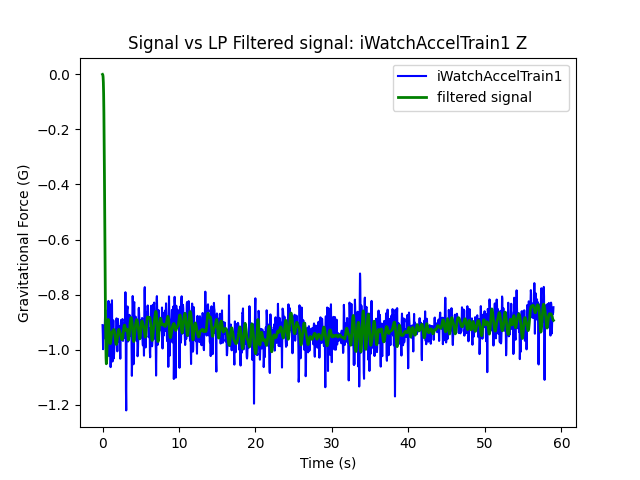 Signal vs LP Filtered signal: iWatchAccelTrain1 Z
iWatchAccelTrain1
filtered signal
Gravitational Force (G)
0.0
−0.2
−0.4
−0.6
−0.8
−1.0
−1.2
0 10 20 30 40 50 60
Time (s)